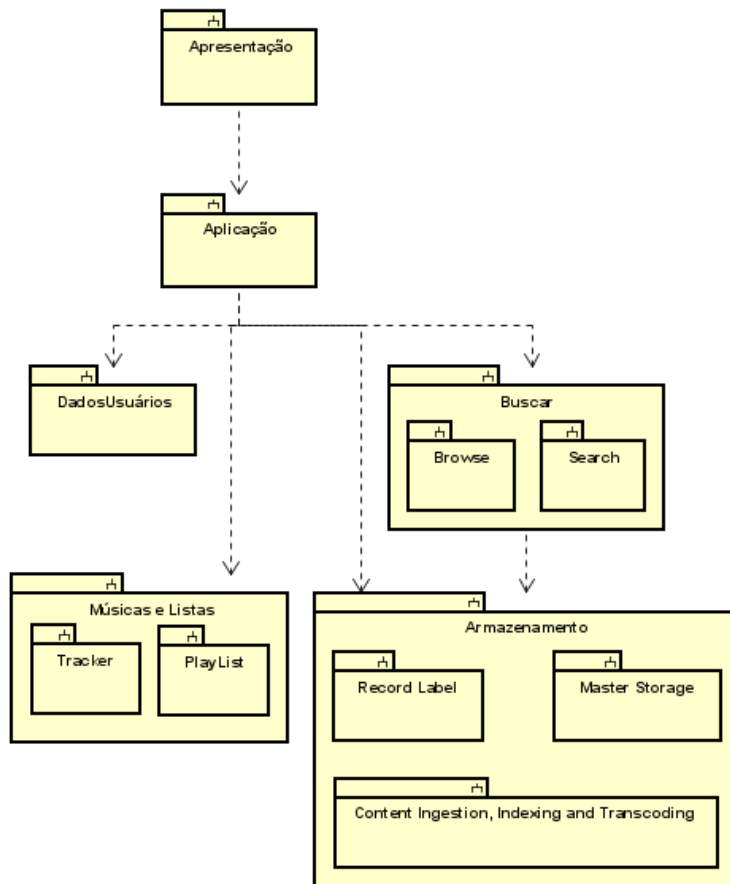 Apresentação
Aplicação
DadosUsuários
Buscar
Browse
Search
Músicas e Listas
Tracker
PlayList
Armazenamento
Record Label
Master Storage
Content Ingestion, Indexing and Transcoding